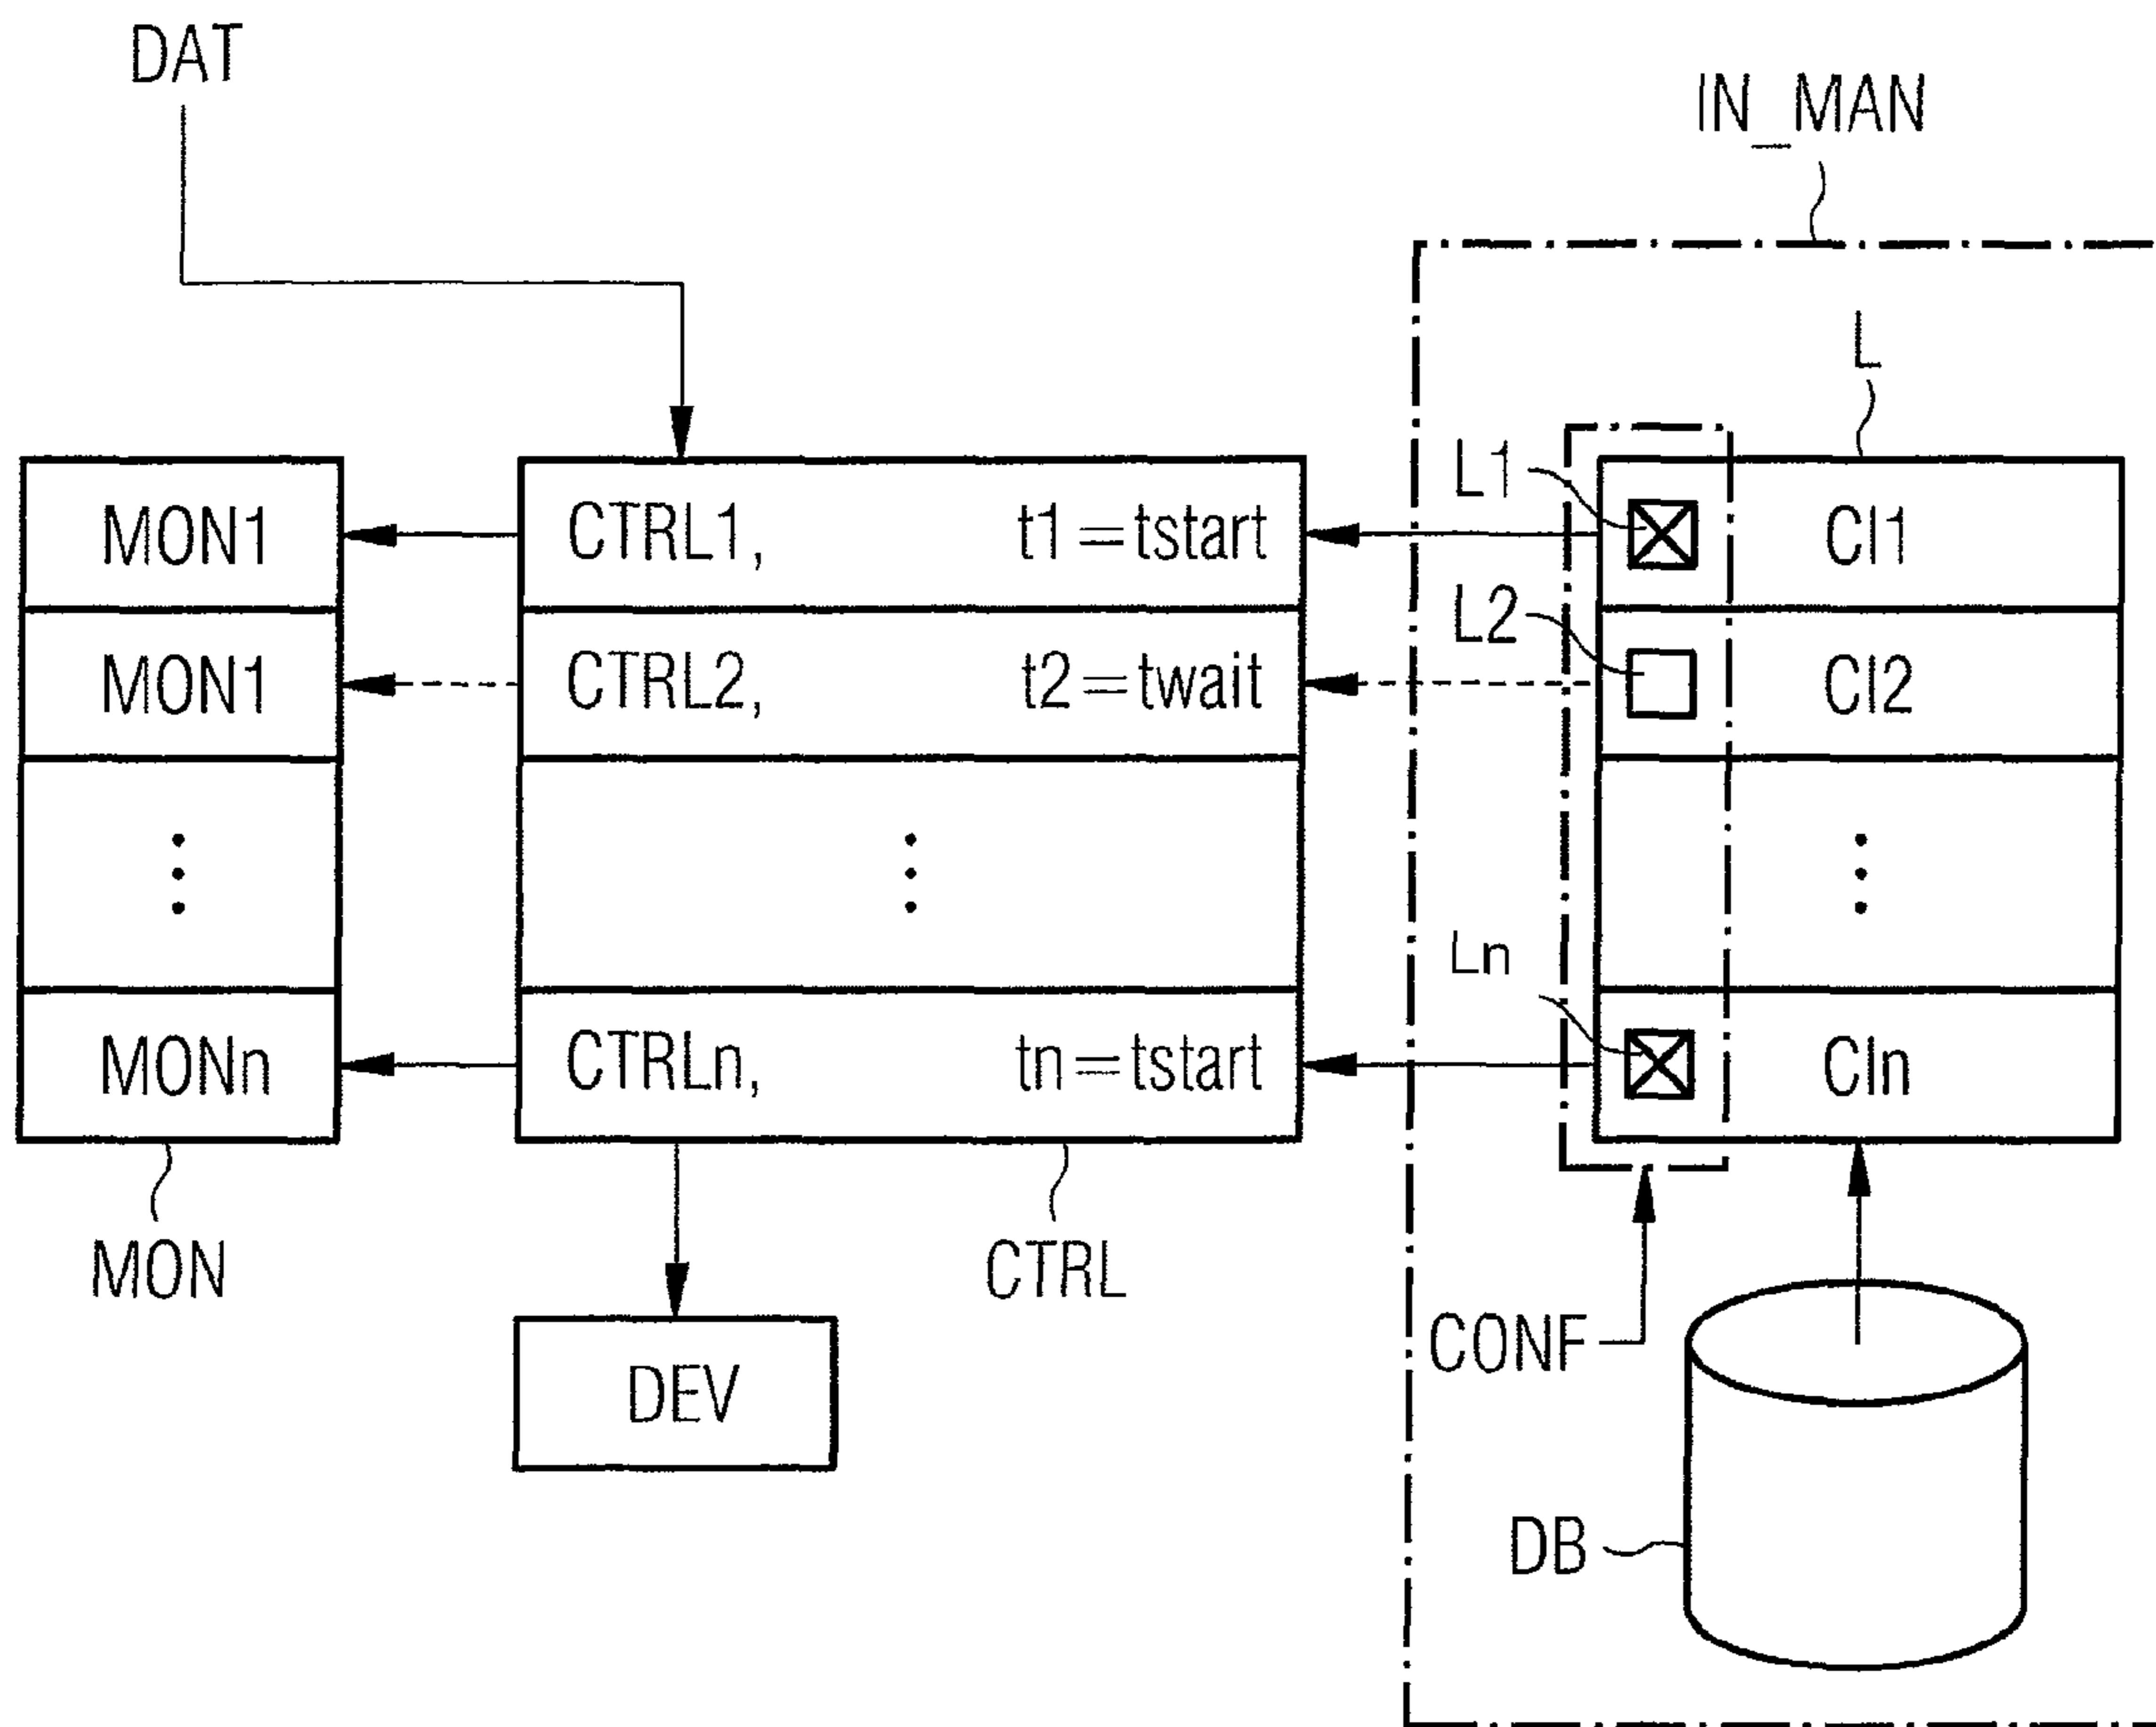 DAT
IN_MAN
L
L1
MON1
CTRL1, t1=tstart
CI1
L2
MON1
CTRL2, t2=twait
CI2
Ln
MONn
CTRLn, tn=tstart
CIn
MON
CTRL
CONF
DEV
DB